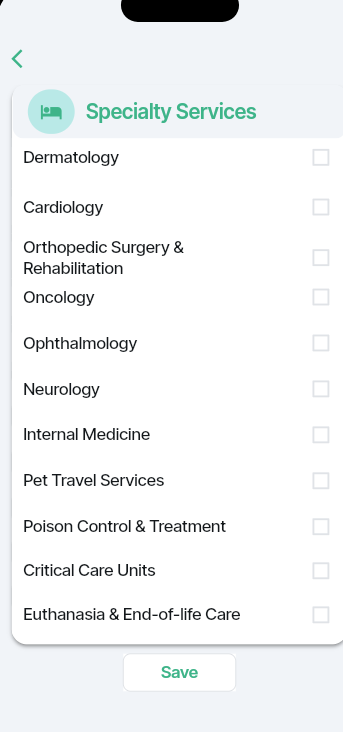 Specialty Services
Dermatology
Cardiology
Orthopedic Surgery &
Rehabilitation
Oncology
Ophthalmology
Neurology
Internal Medicine
Pet Travel Services
Poison Control & Treatment
Critical Care Units
Euthanasia & End-of-life Care
Save